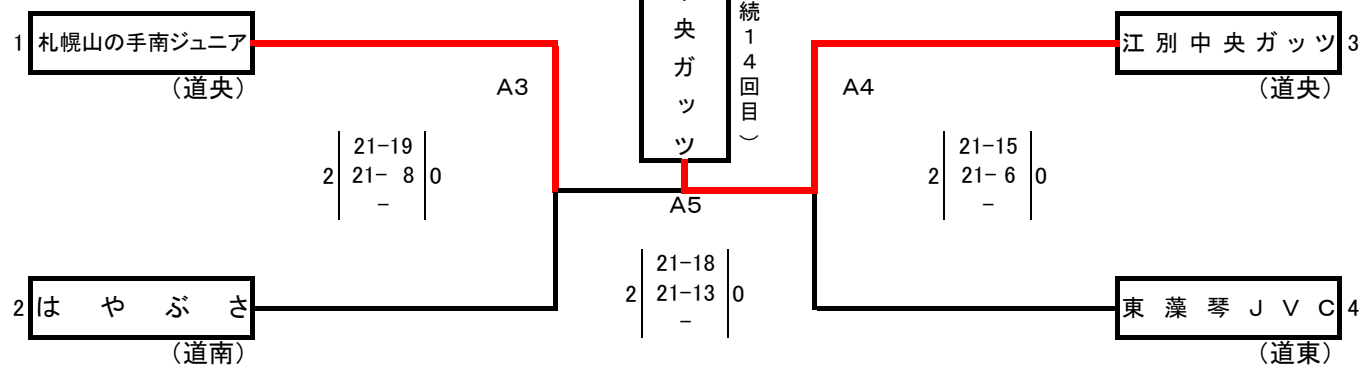 1 札幌山の手南ジュニア
(道央)
A3
2 21-19 0
21- 8
-
2 はやぶさ
(道南)
央ガッツ
続14回目)
A5
2 21-18 0
21-13
-
江別中央ガッツ 3
(道央)
A4
2 21-15 0
21- 6
-
東藻琴JVC 4
(道東)